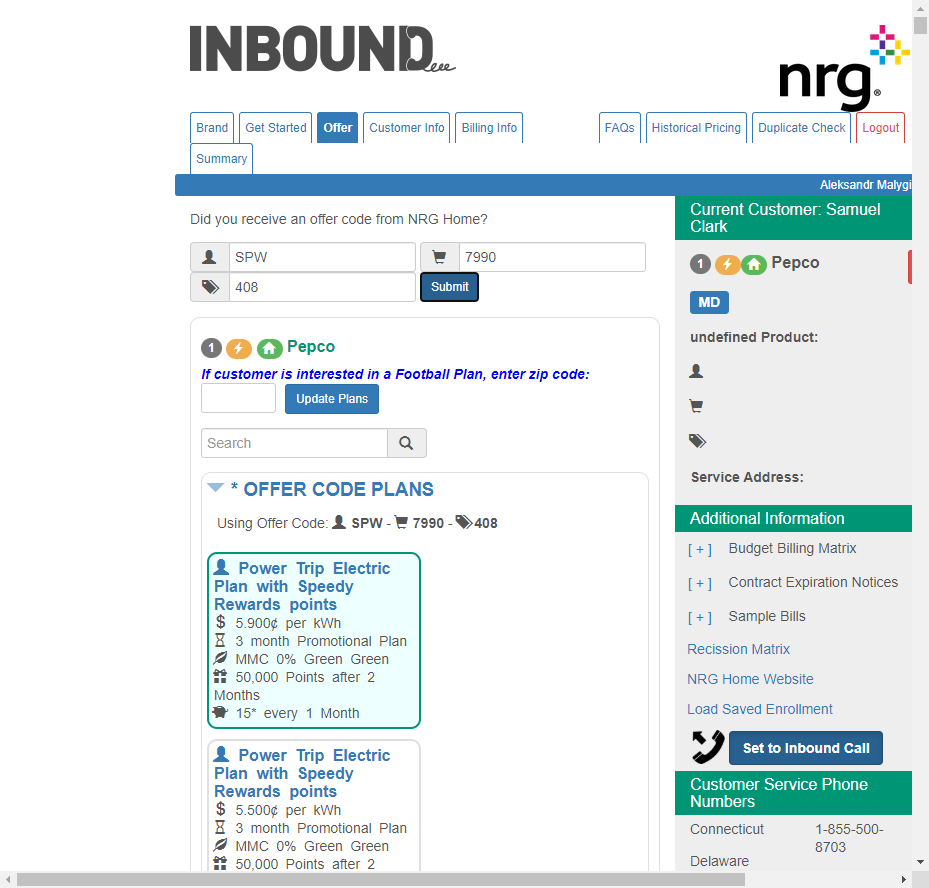 INBOUND
nrg
Brand
Get Started
Offer
Customer Info
Billing Info
FAQs
Historical Pricing
Duplicate Check
Logout
Summary
Aleksandr Malygi
Did you receive an offer code from NRG Home?
SPW
7990
408
Submit
1 Pepco
If customer is interested in a Football Plan, enter zip code:
Update Plans
Search
* OFFER CODE PLANS
Using Offer Code: SPW - 7990 - 408
Power Trip Electric
Plan with Speedy
Rewards points
$ 5.900¢ per kWh
3 month Promotional Plan
MMC 0% Green Green
50,000 Points after 2
Months
15* every 1 Month
Power Trip Electric
Plan with Speedy
Rewards points
$ 5.500¢ per kWh
3 month Promotional Plan
MMC 0% Green Green
50,000 Points after 2
Current Customer: Samuel
Clark
1 Pepco
MD
undefined Product:
Service Address:
Additional Information
[ + ] Budget Billing Matrix
[ + ] Contract Expiration Notices
[ + ] Sample Bills
Recission Matrix
NRG Home Website
Load Saved Enrollment
Set to Inbound Call
Customer Service Phone
Numbers
Connecticut 1-855-500-
8703
Delaware